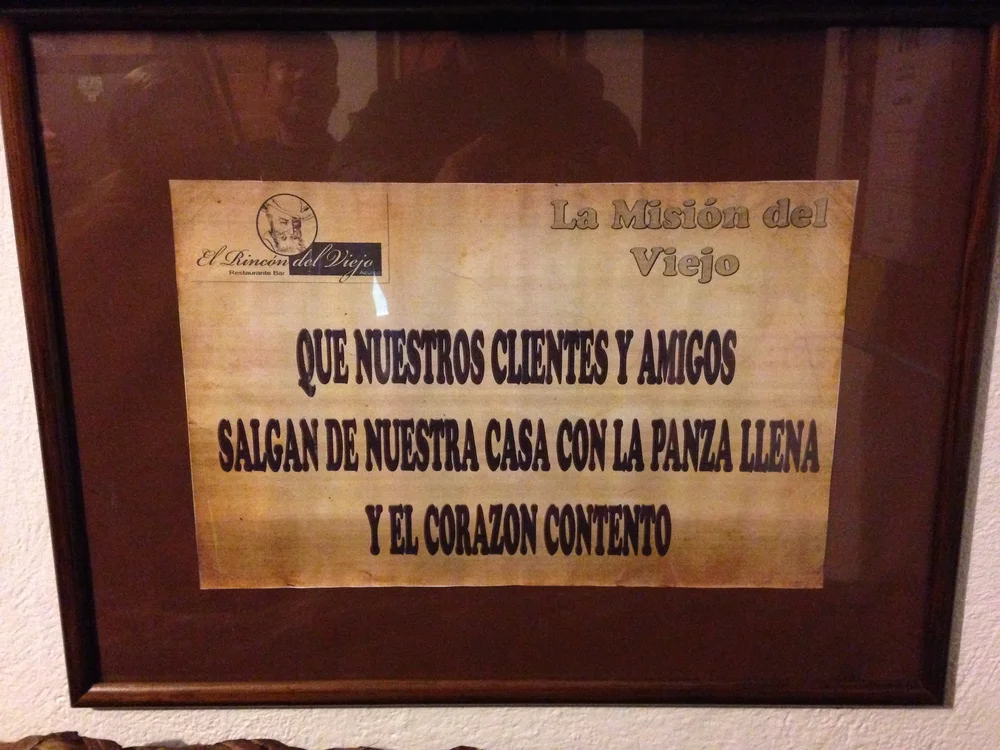 El Rincón del Viejo
Restaurante Bar
La Misión del
Viejo
QUE NUESTROS CLIENTES Y AMIGOS
SALGAN DE NUESTRA CASA CON LA PANZA LLENA
Y EL CORAZON CONTENTO